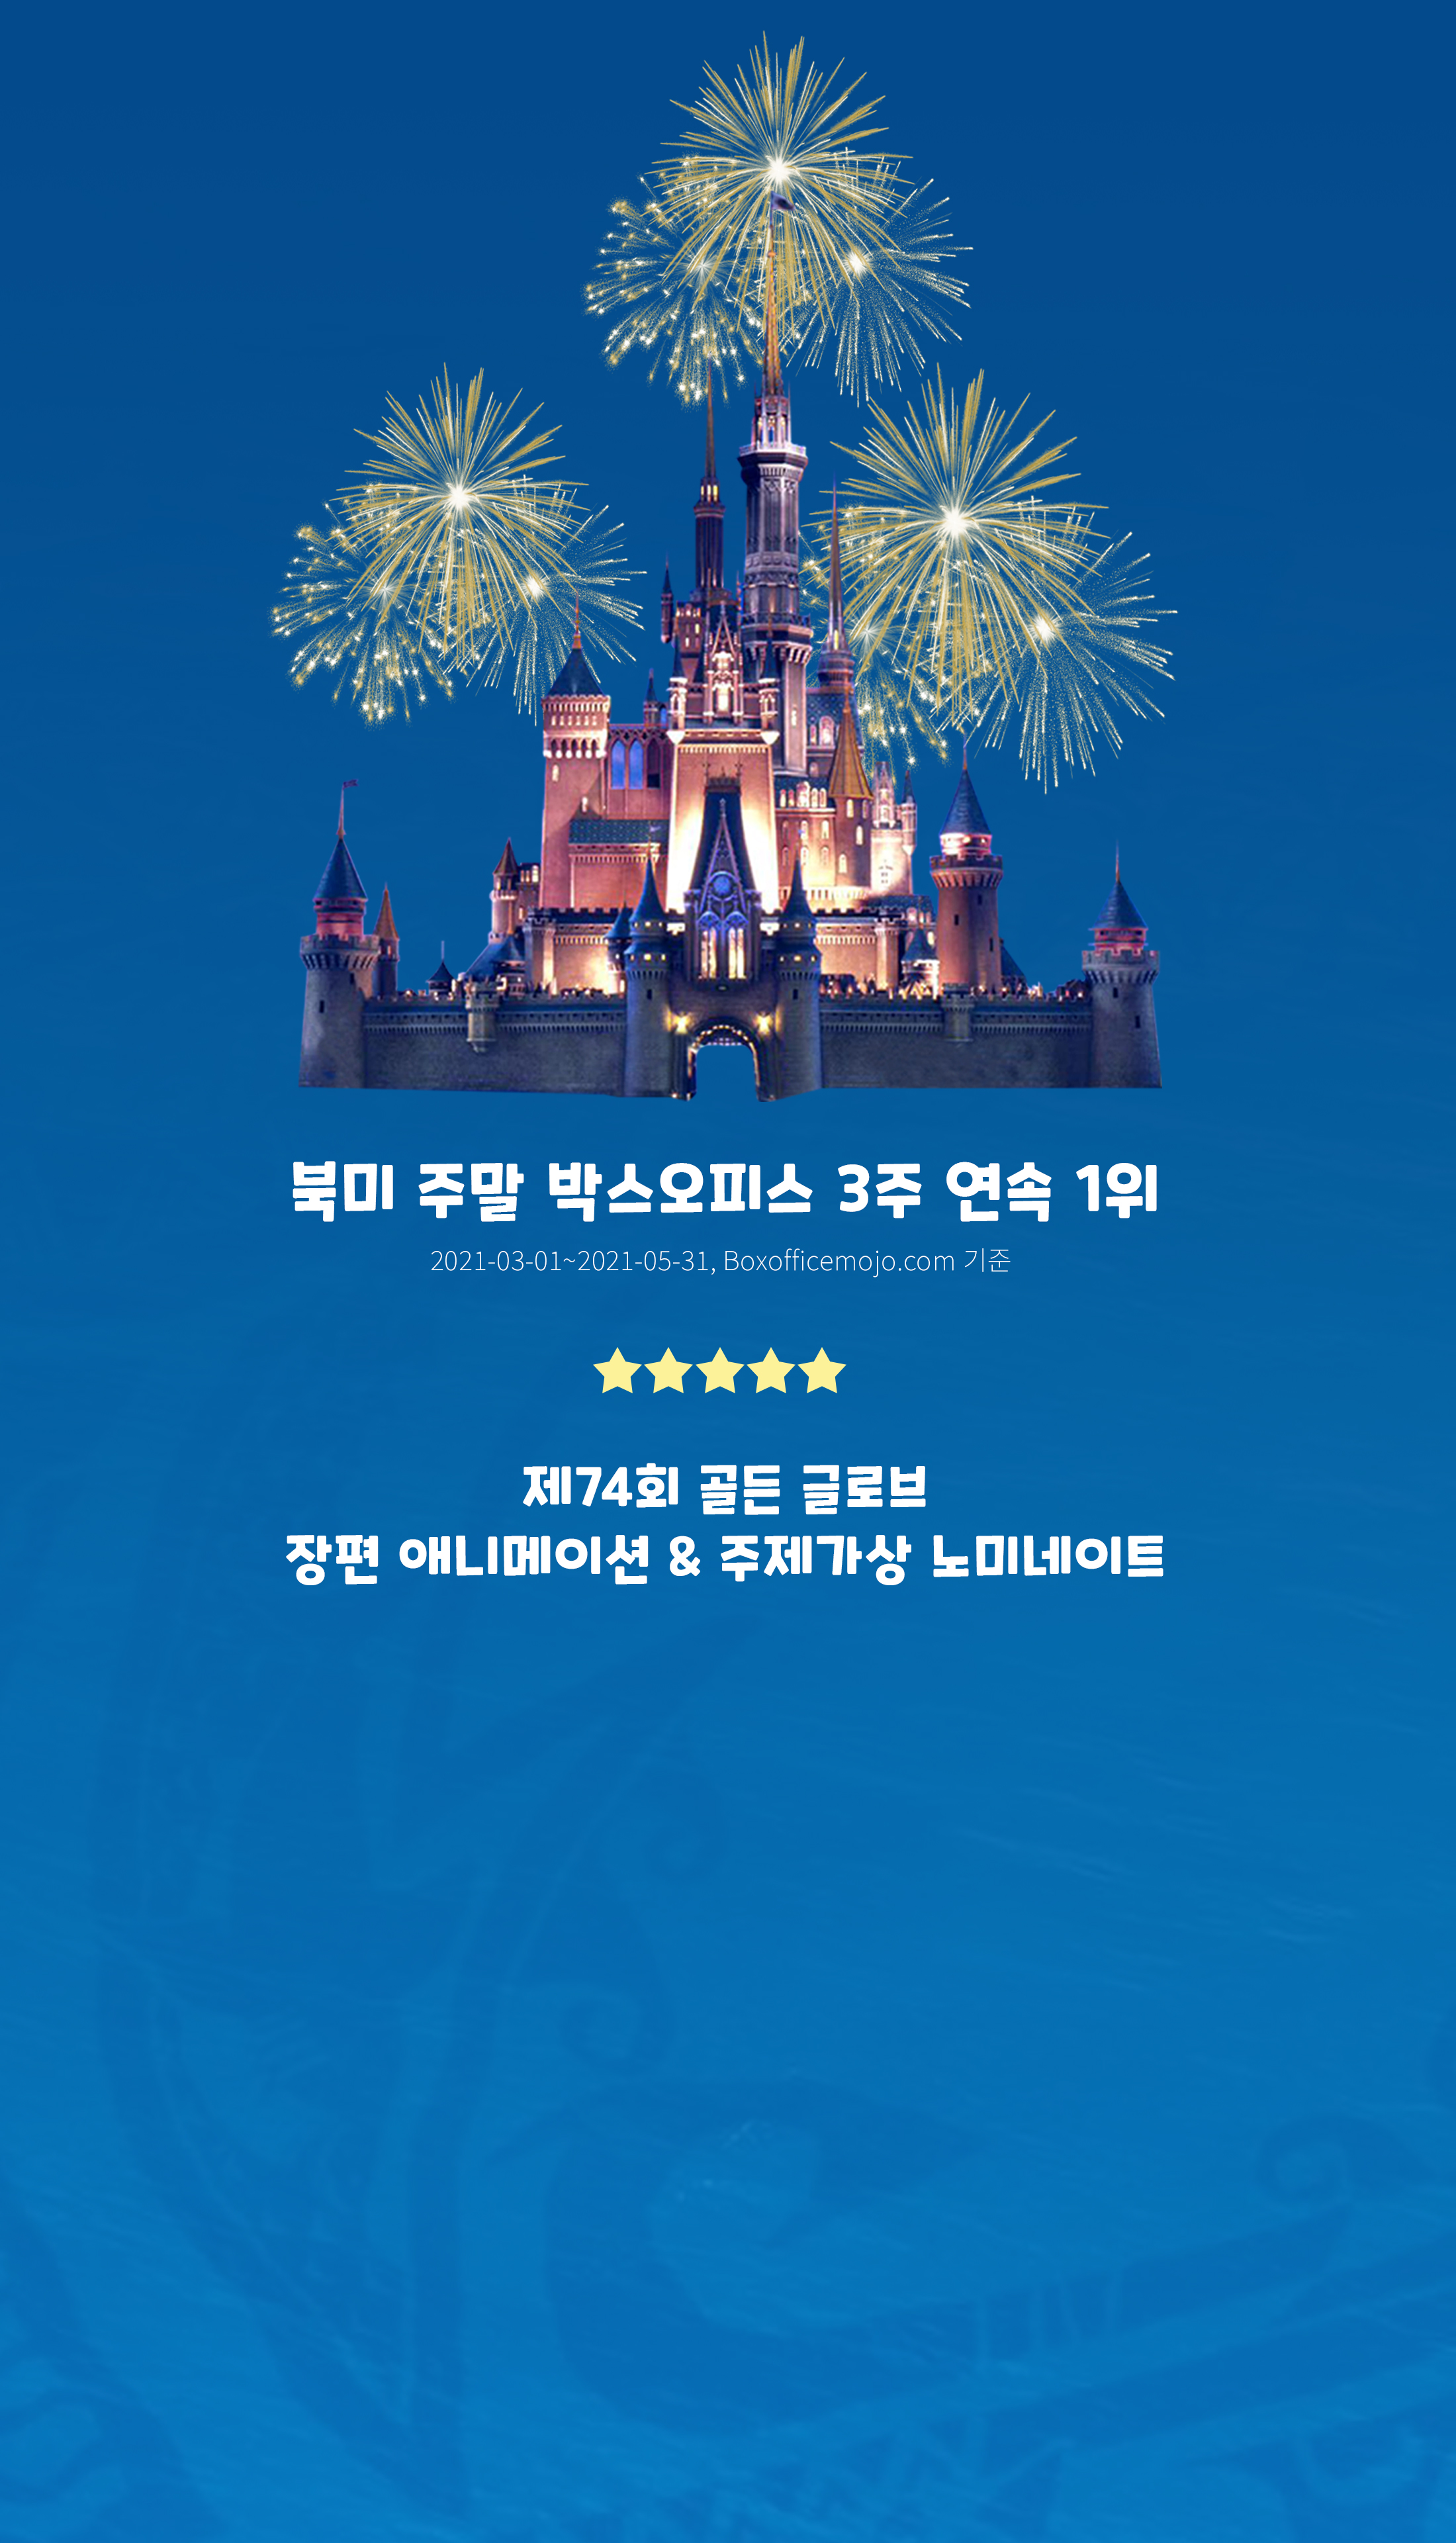 북미 주말 박스오피스 3주 연속 1위
2021-03-01~2021-05-31, Boxofficemojo.com 기준
제74회 골든 글로브
장편 애니메이션 & 주제가상 노미네이트